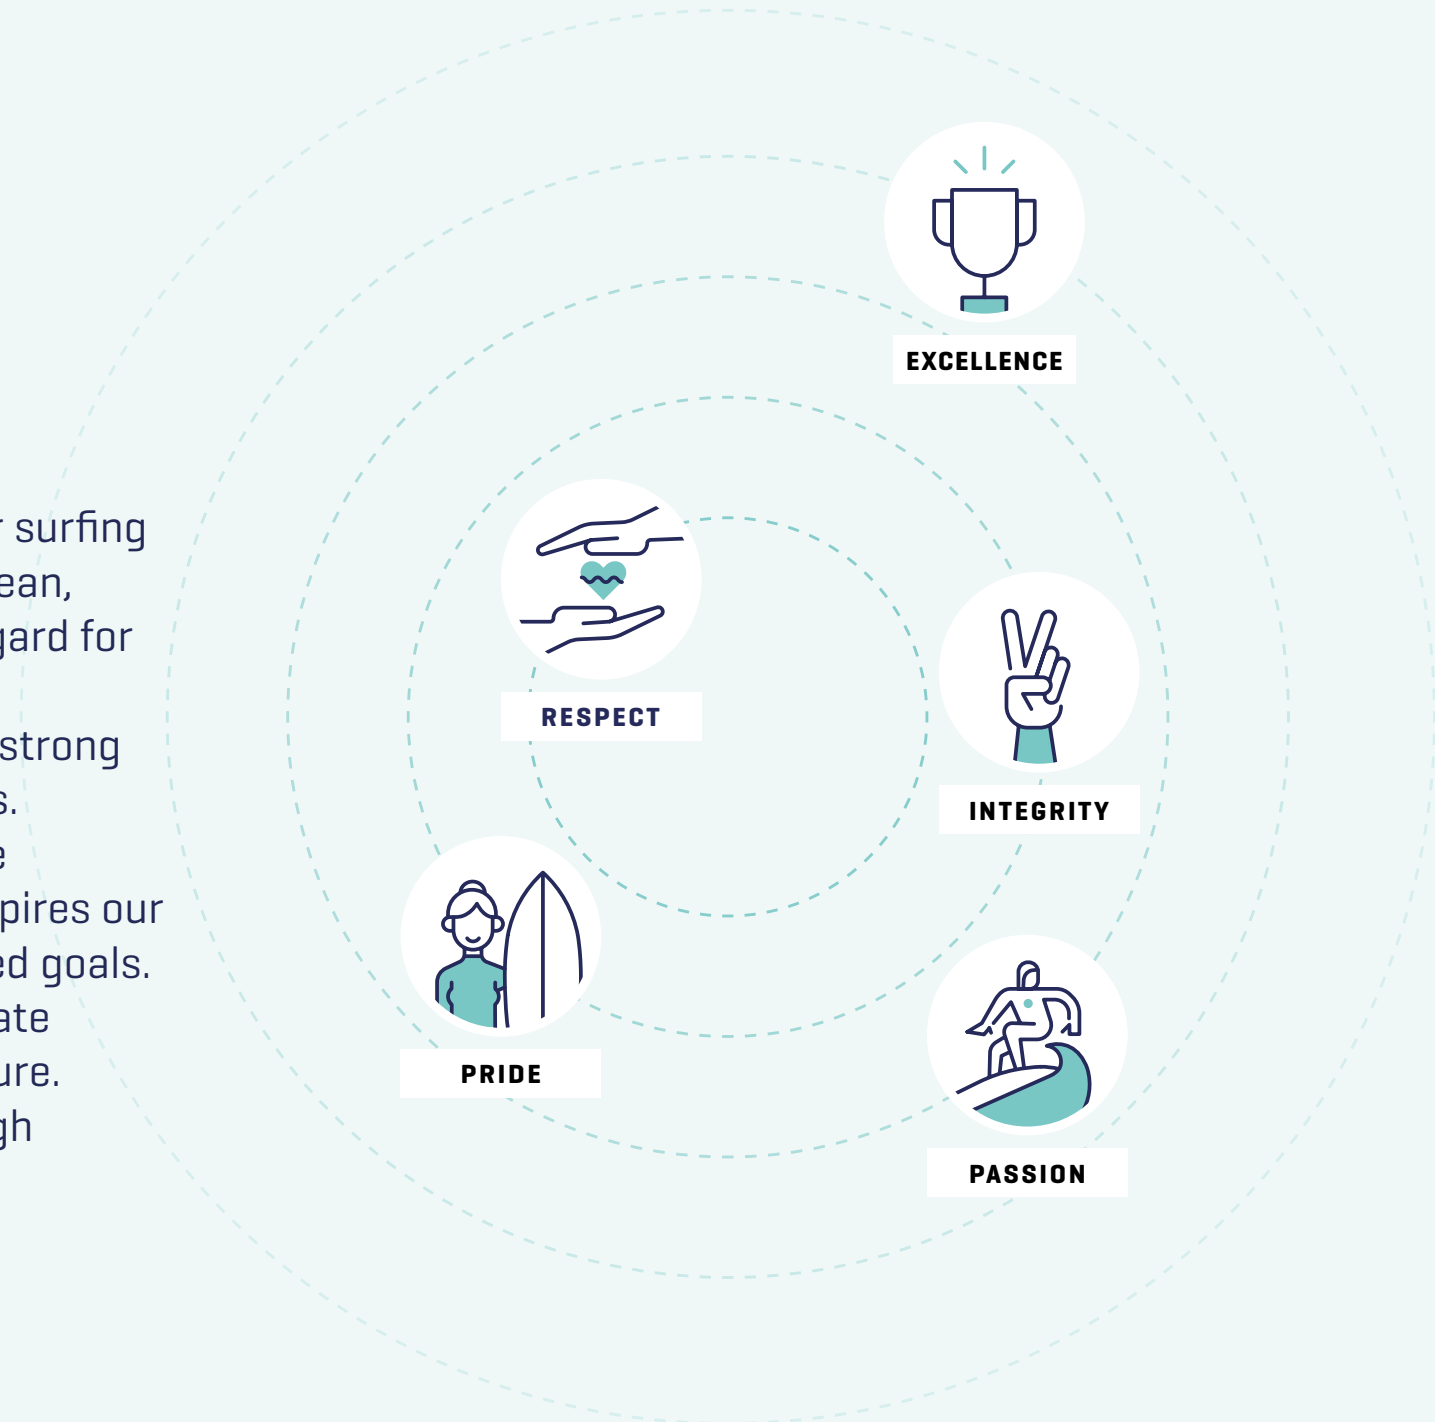 surfing
ean,
gard for
strong
s.
e
pires our
ed goals.
ate
ure.
gh
EXCELLENCE
RESPECT
INTEGRITY
PRIDE
PASSION